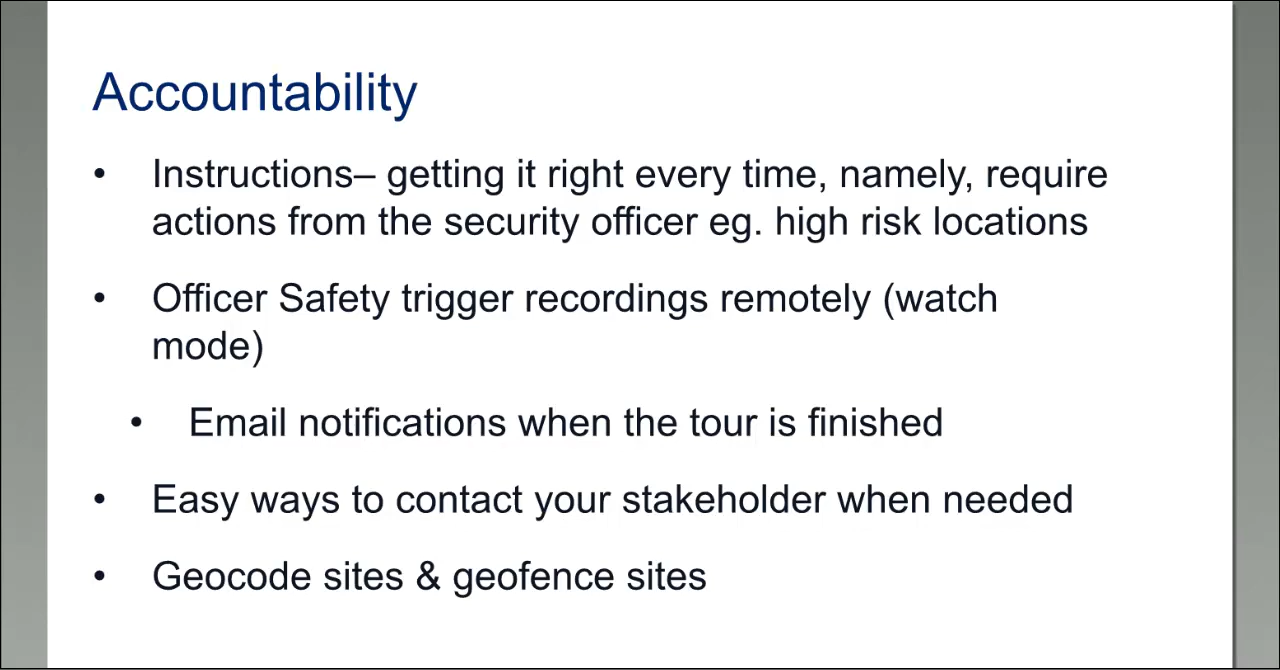 Accountability
• Instructions– getting it right every time, namely, require
actions from the security officer eg. high risk locations
• Officer Safety trigger recordings remotely (watch
mode)
• Email notifications when the tour is finished
• Easy ways to contact your stakeholder when needed
• Geocode sites & geofence sites